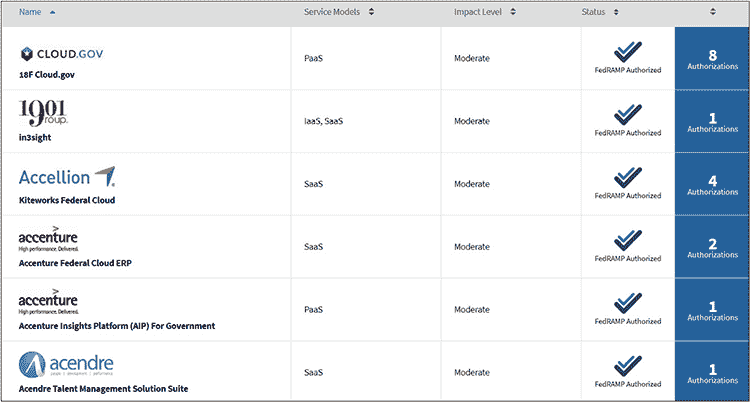 Name Service Models Impact Level Status
CLOUD.GOV
18F Cloud.gov
PaaS
Moderate
FedRAMP Authorized
8
Authorizations
1901
Group.
in3sight
IaaS, SaaS
Moderate
FedRAMP Authorized
1
Authorizations
Accellion
Kiteworks Federal Cloud
SaaS
Moderate
FedRAMP Authorized
4
Authorizations
accenture
High performance. Delivered.
Accenture Federal Cloud ERP
SaaS
Moderate
FedRAMP Authorized
2
Authorizations
accenture
High performance. Delivered.
Accenture Insights Platform (AIP) For Government
PaaS
Moderate
FedRAMP Authorized
1
Authorizations
acendre
people | development | performance
Acendre Talent Management Solution Suite
SaaS
Moderate
FedRAMP Authorized
1
Authorizations